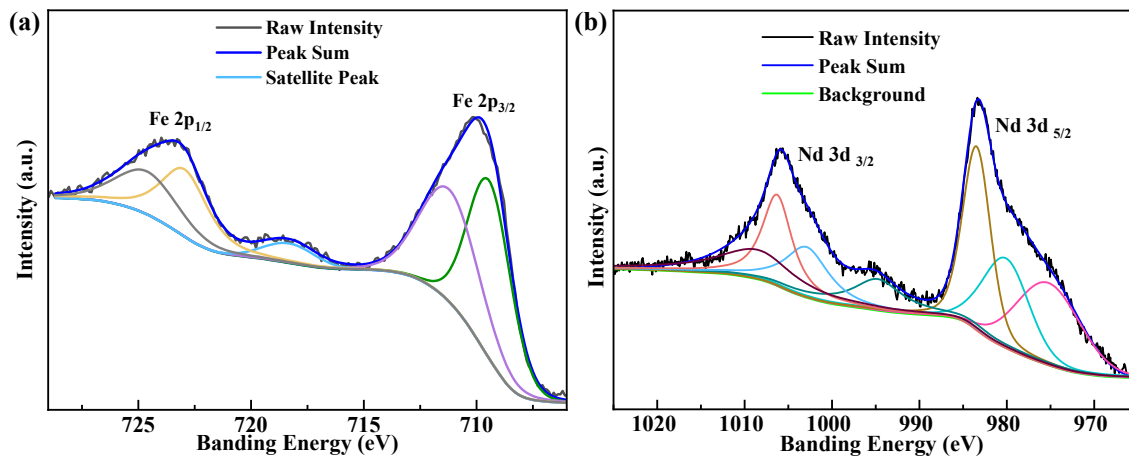 (a)
Raw Intensity
Peak Sum
Satellite Peak
Fe 2p1/2
Fe 2p3/2
Intensity (a.u.)
725 720 715 710
Banding Energy (eV)
(b)
Raw Intensity
Peak Sum
Background
Nd 3d 5/2
Nd 3d 3/2
Intensity (a.u.)
1020 1010 1000 990 980 970
Banding Energy (eV)